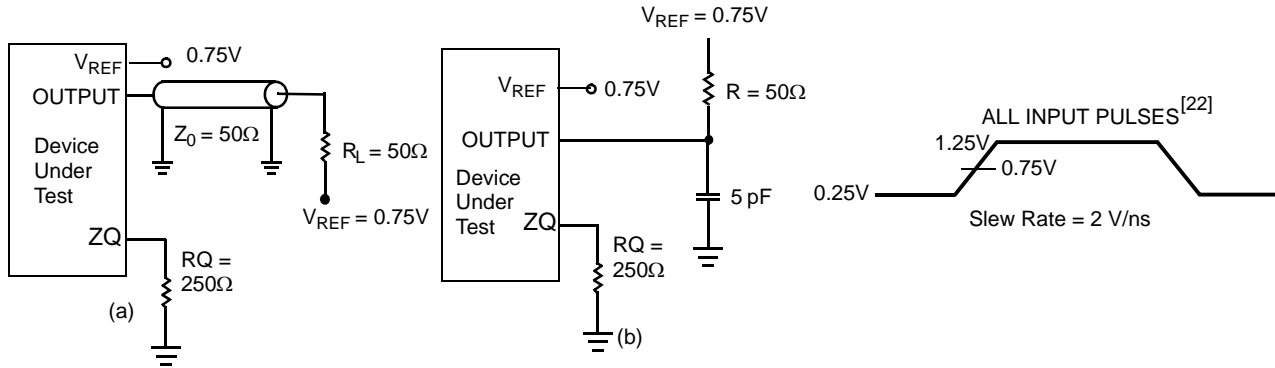 V_REF 0.75V
OUTPUT
Z0 = 50Ω
Device
Under
Test
RL = 50Ω
VREF = 0.75V
ZQ
RQ =
250Ω
(a)
VREF = 0.75V
R = 50Ω
VREF 0.75V
OUTPUT
Device
Under
Test
5 pF
ZQ
RQ =
250Ω
(b)
ALL INPUT PULSES[22]
1.25V
0.75V
0.25V
Slew Rate = 2 V/ns